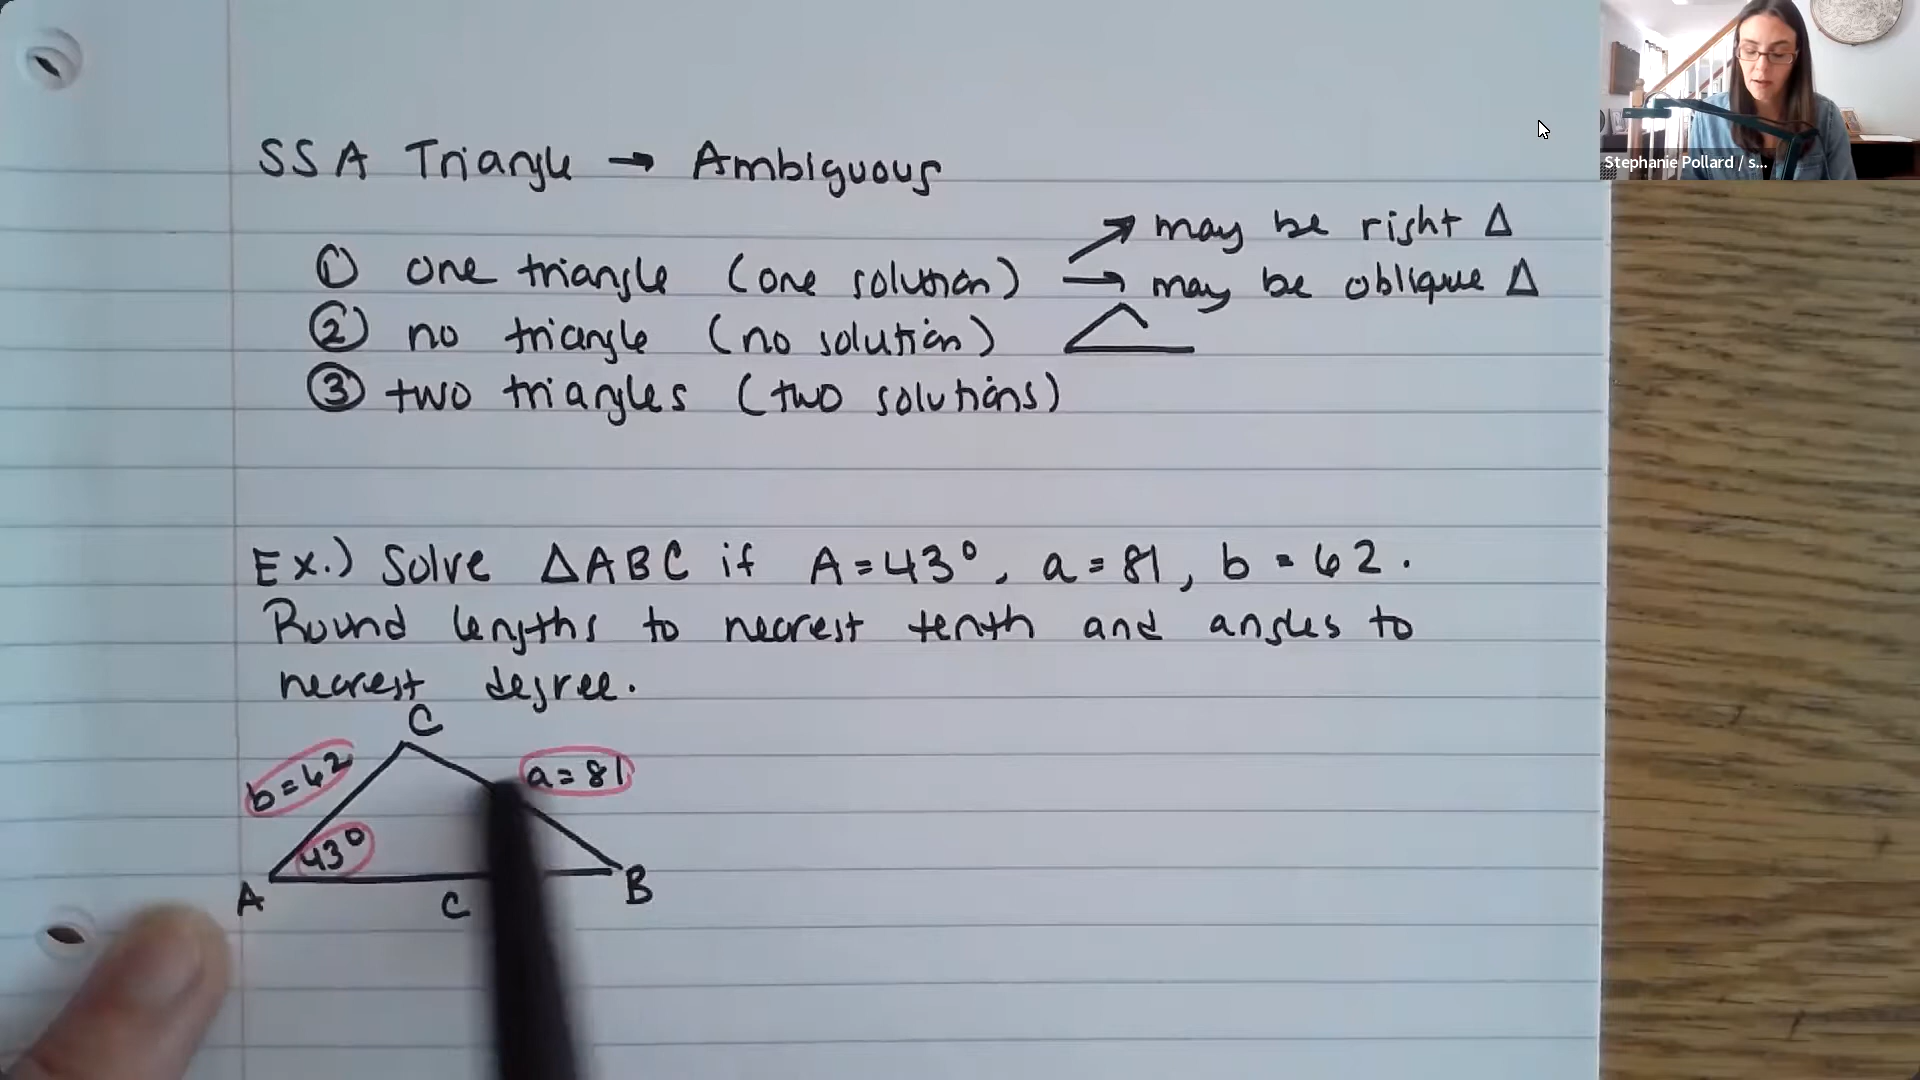 SSA Triangle → Ambiguous
① one triangle (one solution) → may be right Δ
→ may be oblique Δ
② no triangle (no solution)
③ two triangles (two solutions)
Ex.) Solve ΔABC if A = 43°, a = 81, b = 62.
Round lengths to nearest tenth and angles to
nearest degree.
C
b = 62
a = 81
43°
A
c
B
Stephanie Pollard / s...